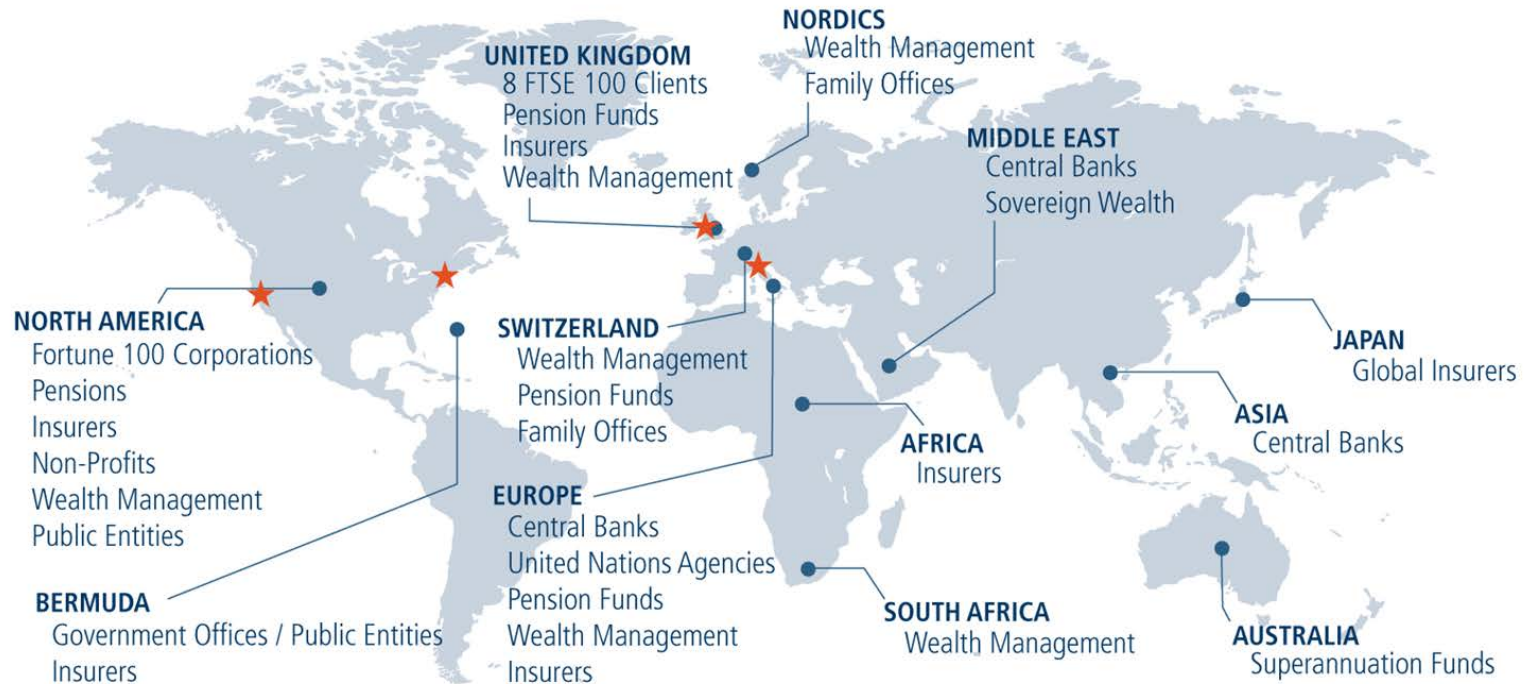 NORDICS
Wealth Management
Family Offices
UNITED KINGDOM
8 FTSE 100 Clients
Pension Funds
Insurers
Wealth Management
MIDDLE EAST
Central Banks
Sovereign Wealth
NORTH AMERICA
Fortune 100 Corporations
Pensions
Insurers
Non-Profits
Wealth Management
Public Entities
SWITZERLAND
Wealth Management
Pension Funds
Family Offices
JAPAN
Global Insurers
ASIA
Central Banks
AFRICA
Insurers
EUROPE
Central Banks
United Nations Agencies
Pension Funds
Wealth Management
Insurers
BERMUDA
Government Offices / Public Entities
Insurers
SOUTH AFRICA
Wealth Management
AUSTRALIA
Superannuation Funds